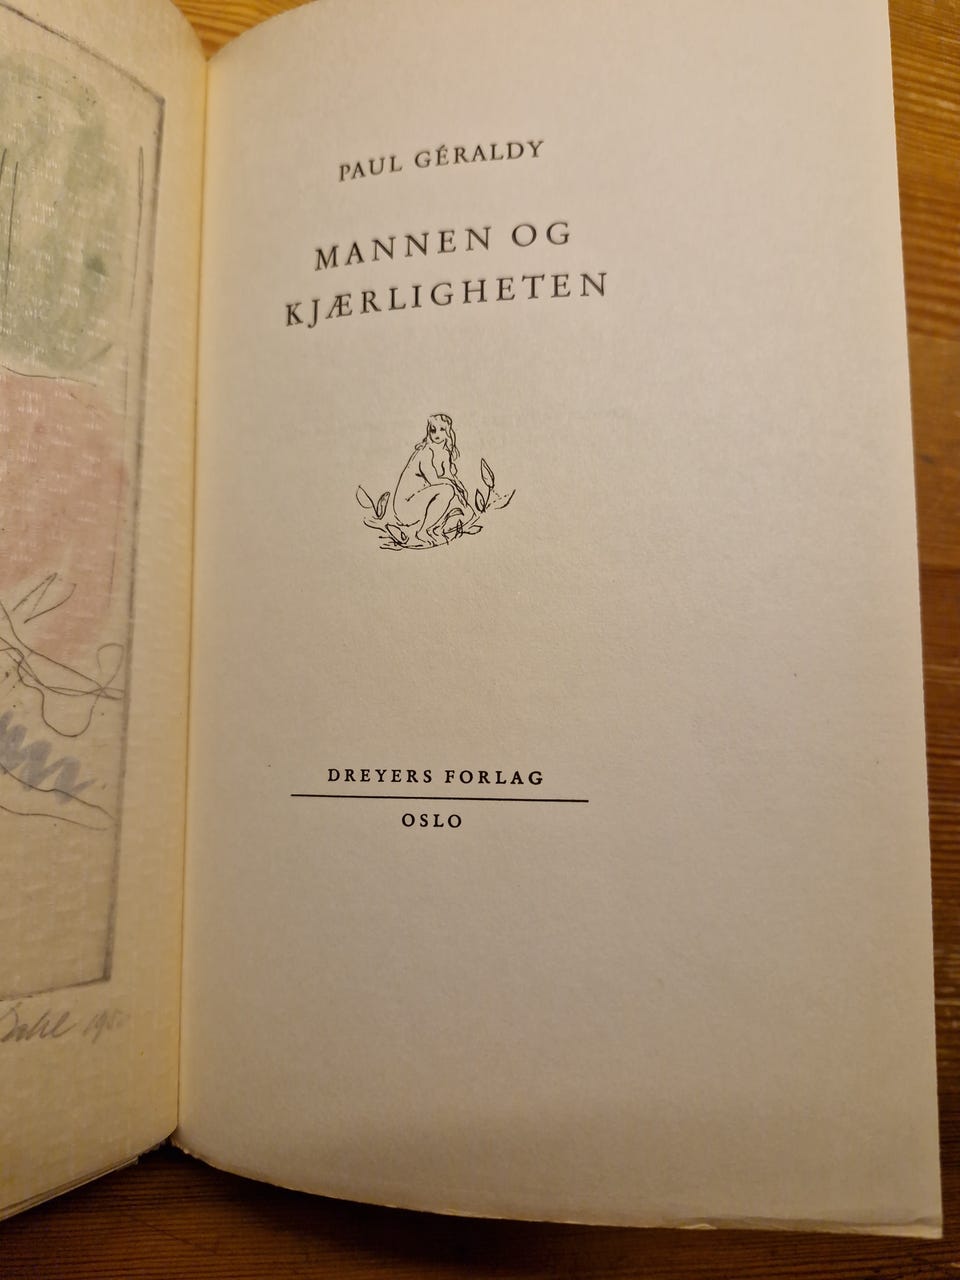 PAUL GÉRALDY
MANNEN OG
KJÆRLIGHETEN
DREYERS FORLAG
OSLO